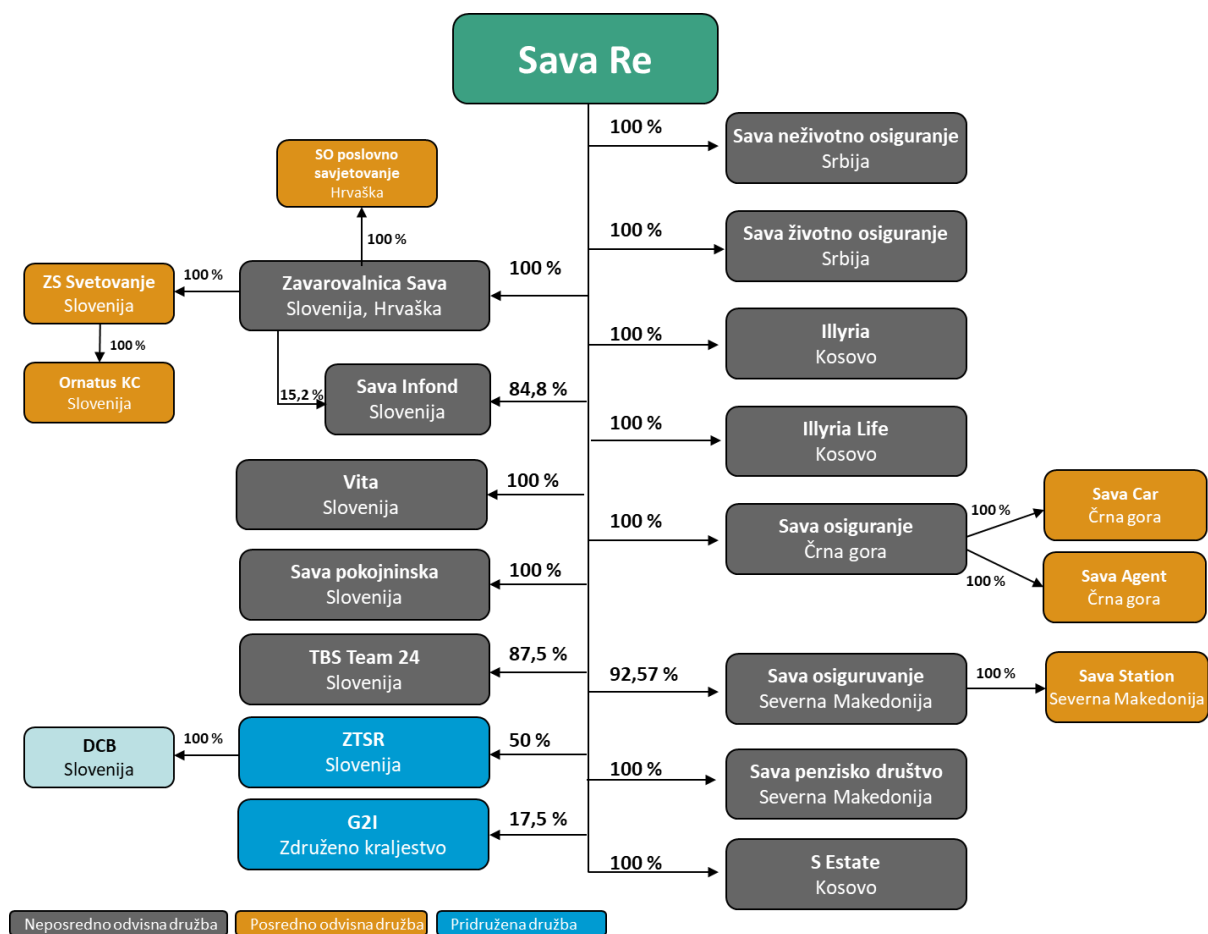 Sava Re
100 %
Sava neživotno osiguranje
Srbija
SO poslovno
savjetovanje
Hrvaška
100 %
100 %
Sava životno osiguranje
Srbija
ZS Svetovanje
Slovenija
100 %
Zavarovalnica Sava
Slovenija, Hrvaška
100 %
100 %
Illyria
Kosovo
100 %
Ornatus KC
Slovenija
15,2 %
Sava Infond
Slovenija
84,8 %
100 %
Illyria Life
Kosovo
Vita
Slovenija
100 %
100 %
Sava osiguranje
Črna gora
100 %
Sava Car
Črna gora
100 %
Sava Agent
Črna gora
Sava pokojninska
Slovenija
100 %
TBS Team 24
Slovenija
87,5 %
92,57 %
Sava osiguruvanje
Severna Makedonija
100 %
Sava Station
Severna Makedonija
DCB
Slovenija
100 %
ZTSR
Slovenija
50 %
100 %
Sava penzisko društvo
Severna Makedonija
G2I
Združeno kraljestvo
17,5 %
100 %
S Estate
Kosovo
Neposredno odvisna družba
Posredno odvisna družba
Pridružena družba